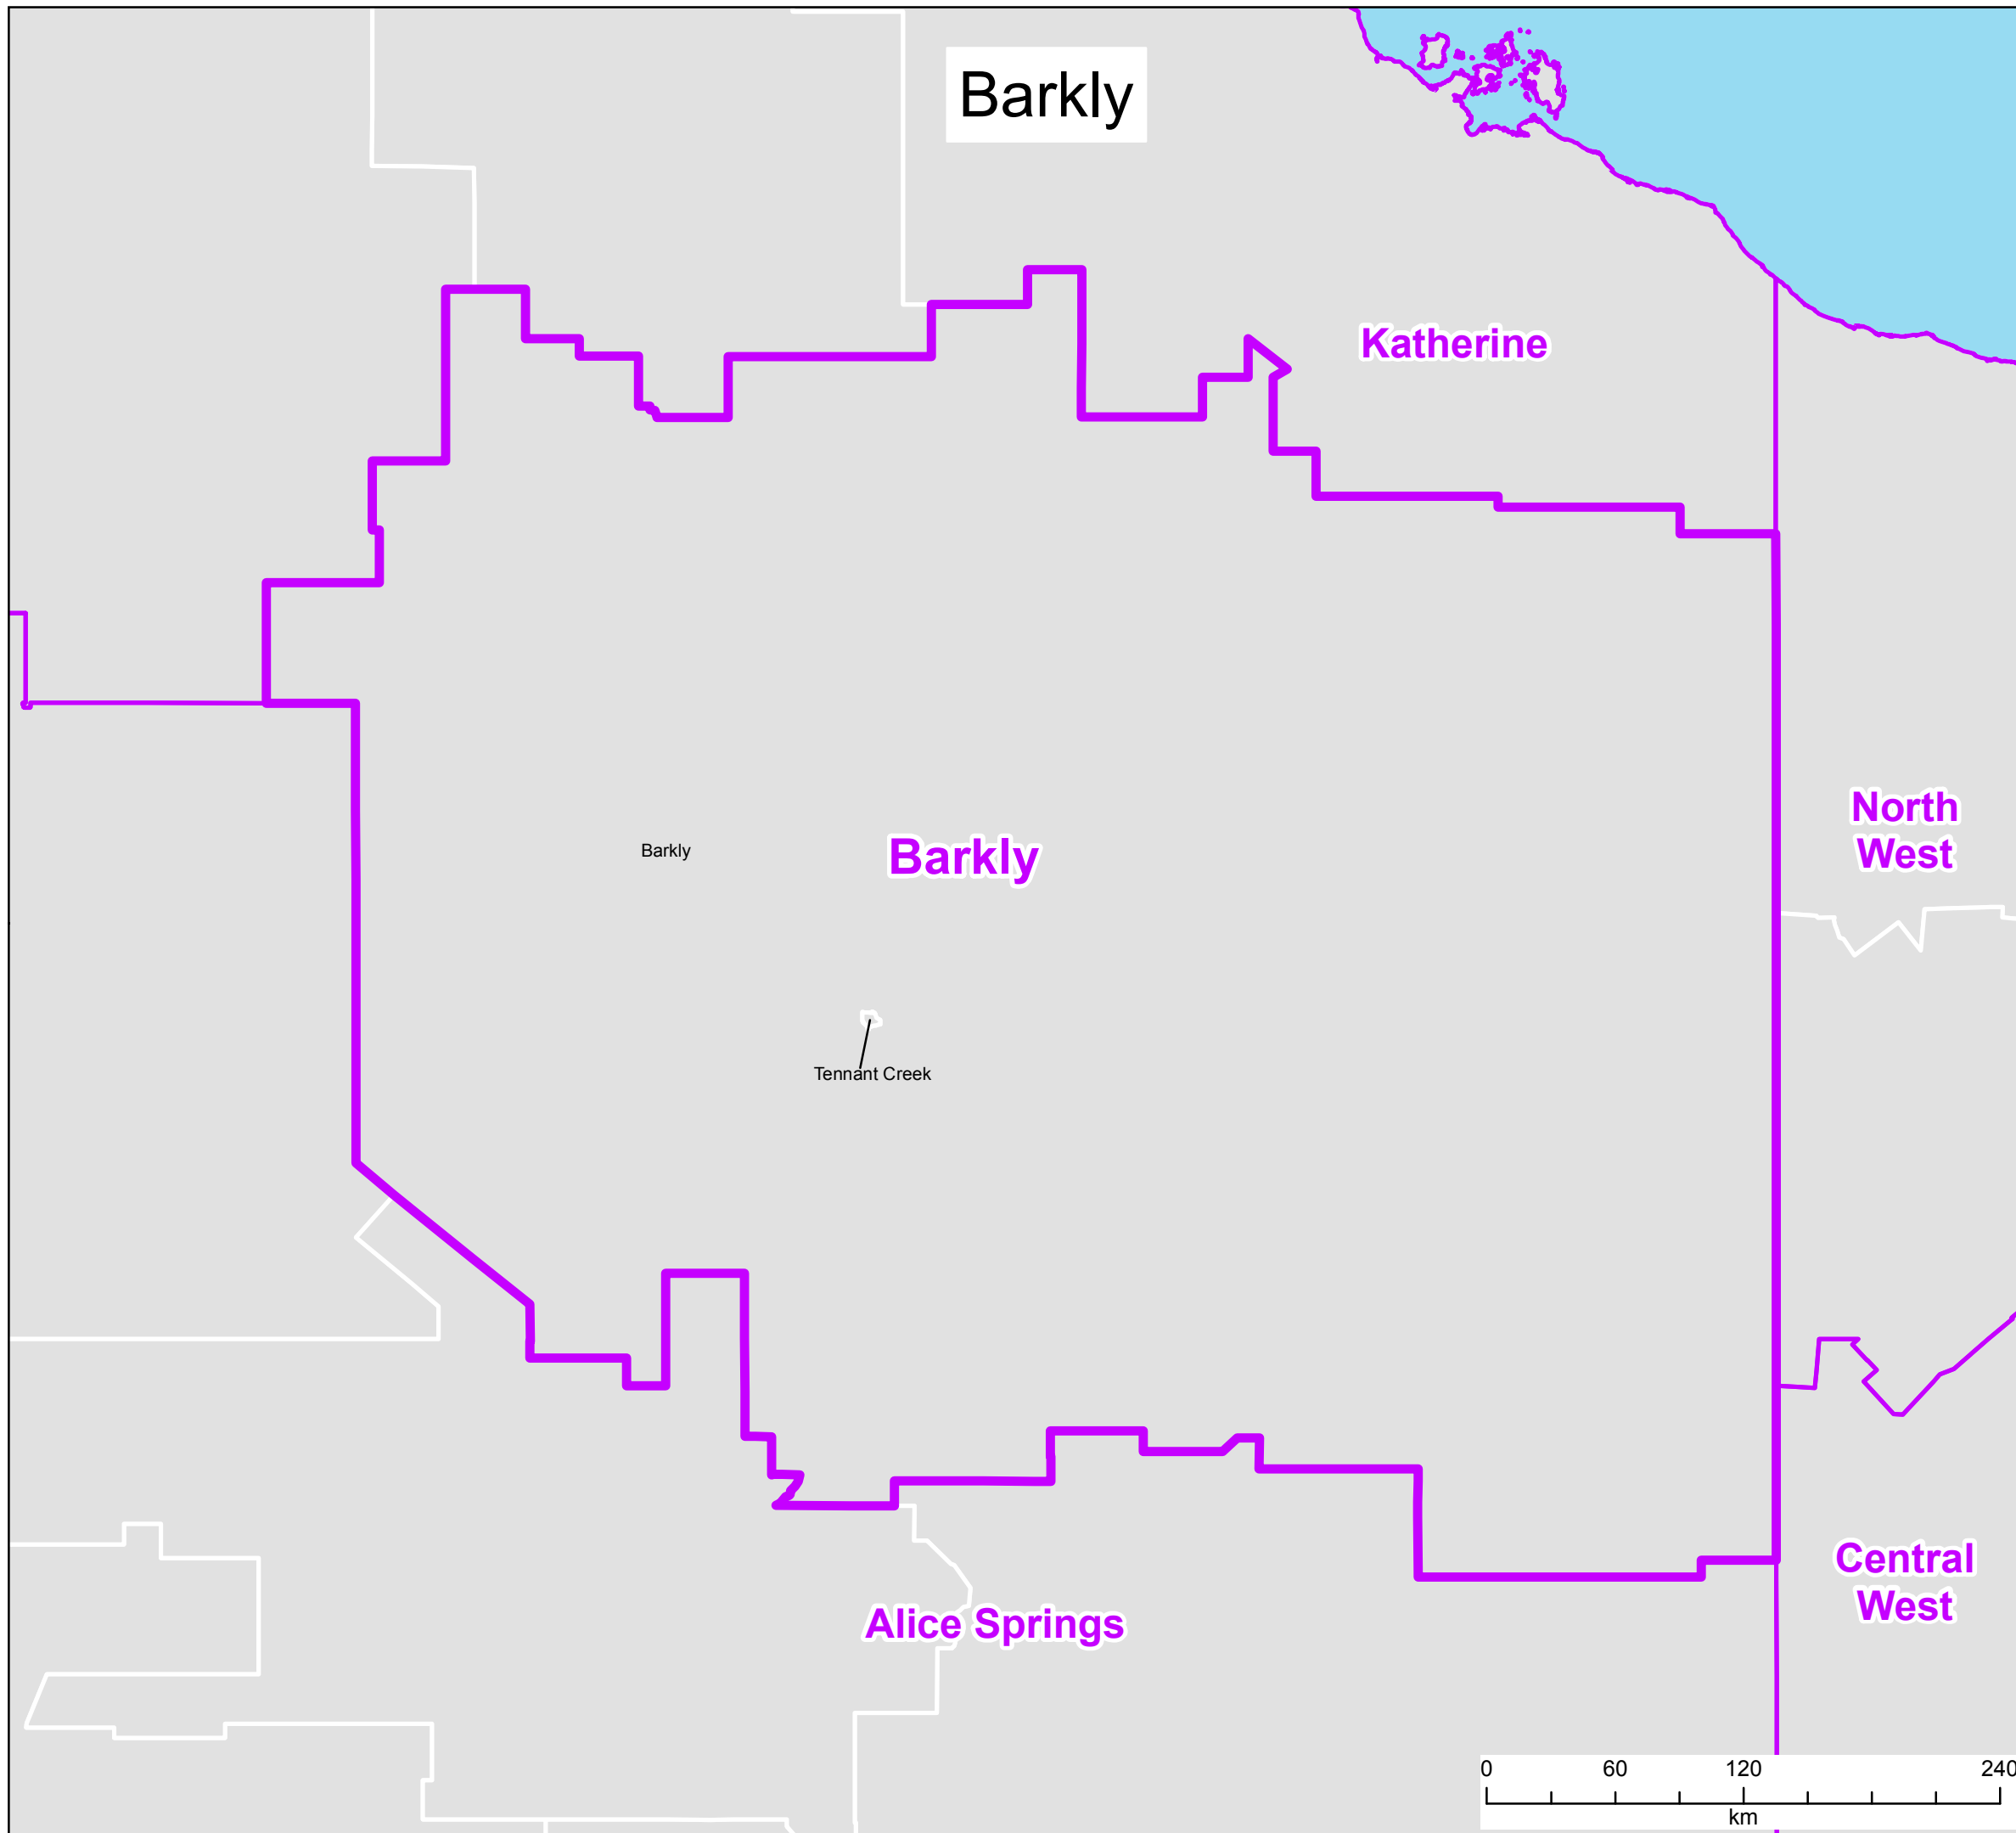 Barkly
Katherine
North
West
Barkly
Barkly
Tennant Creek
Central
West
Alice Springs
0 60 120 240
km